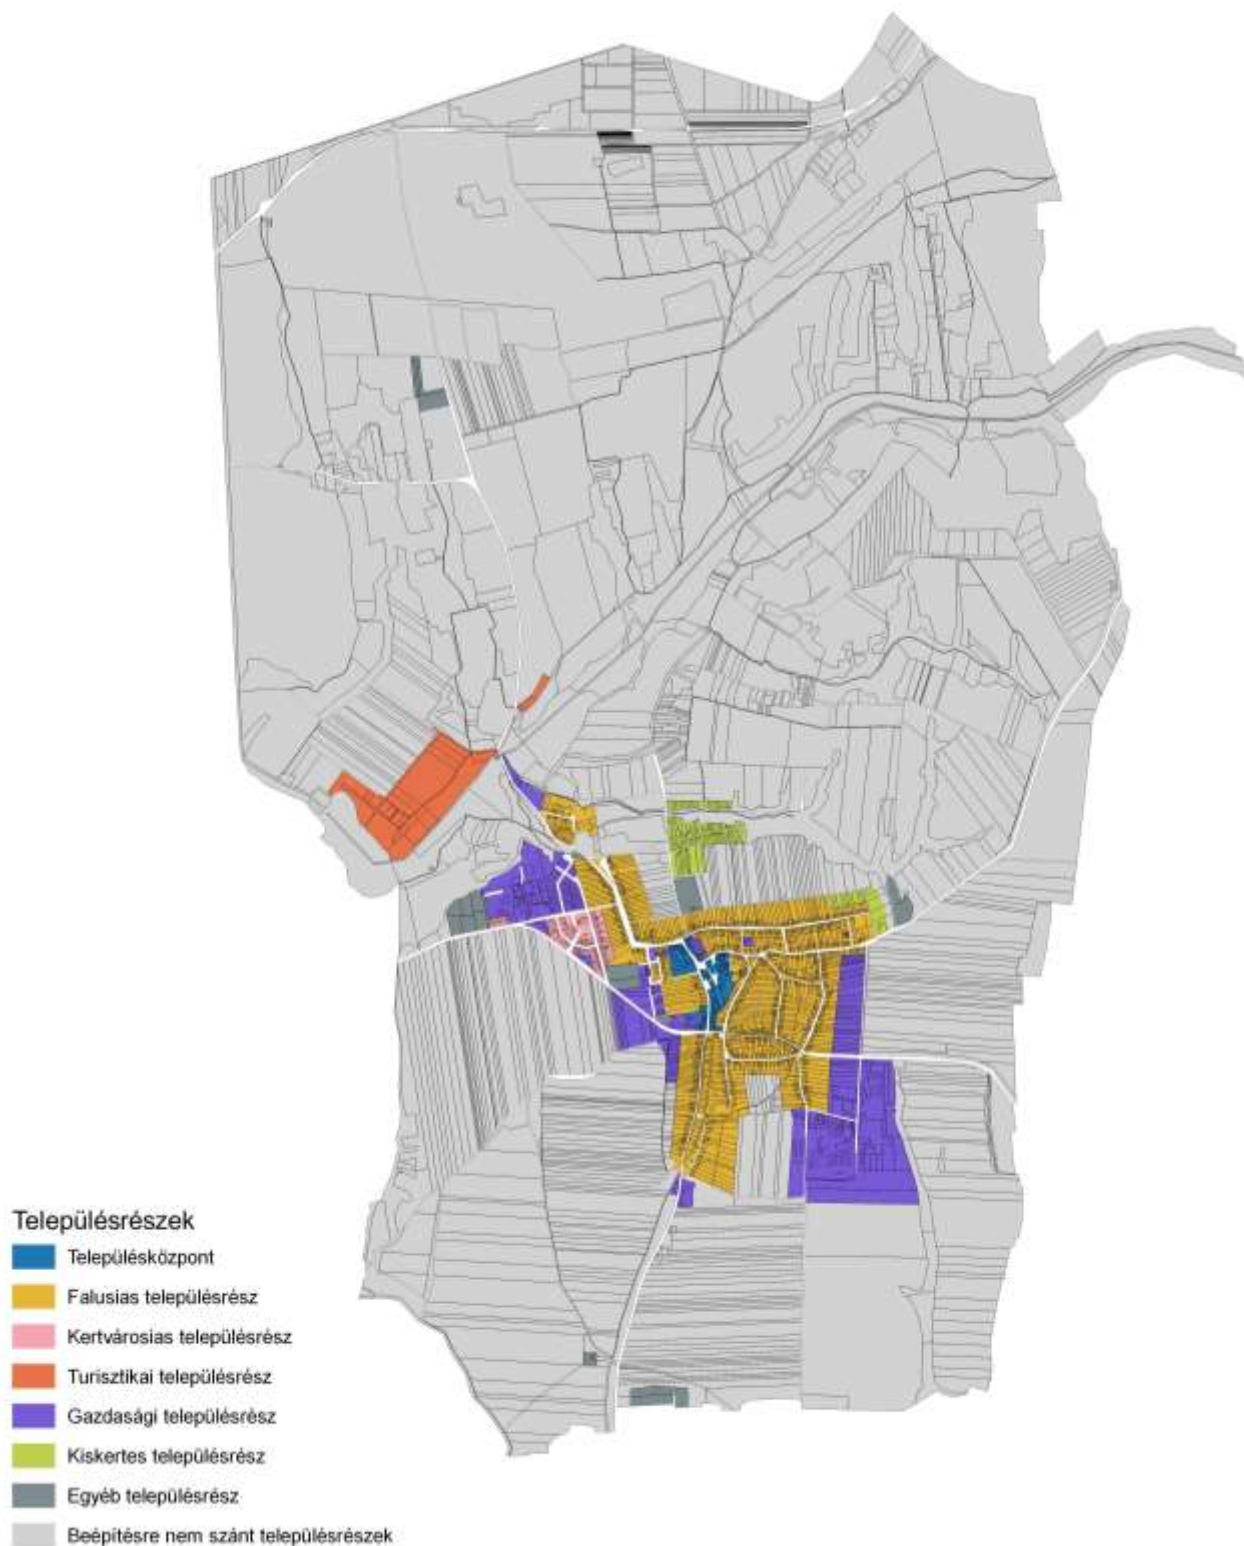 Településrészek
Településközpont
Falusias településrész
Kertvárosias településrész
Turisztikai településrész
Gazdasági településrész
Kiskertes településrész
Egyéb településrész
Beépítésre nem szánt településrészek